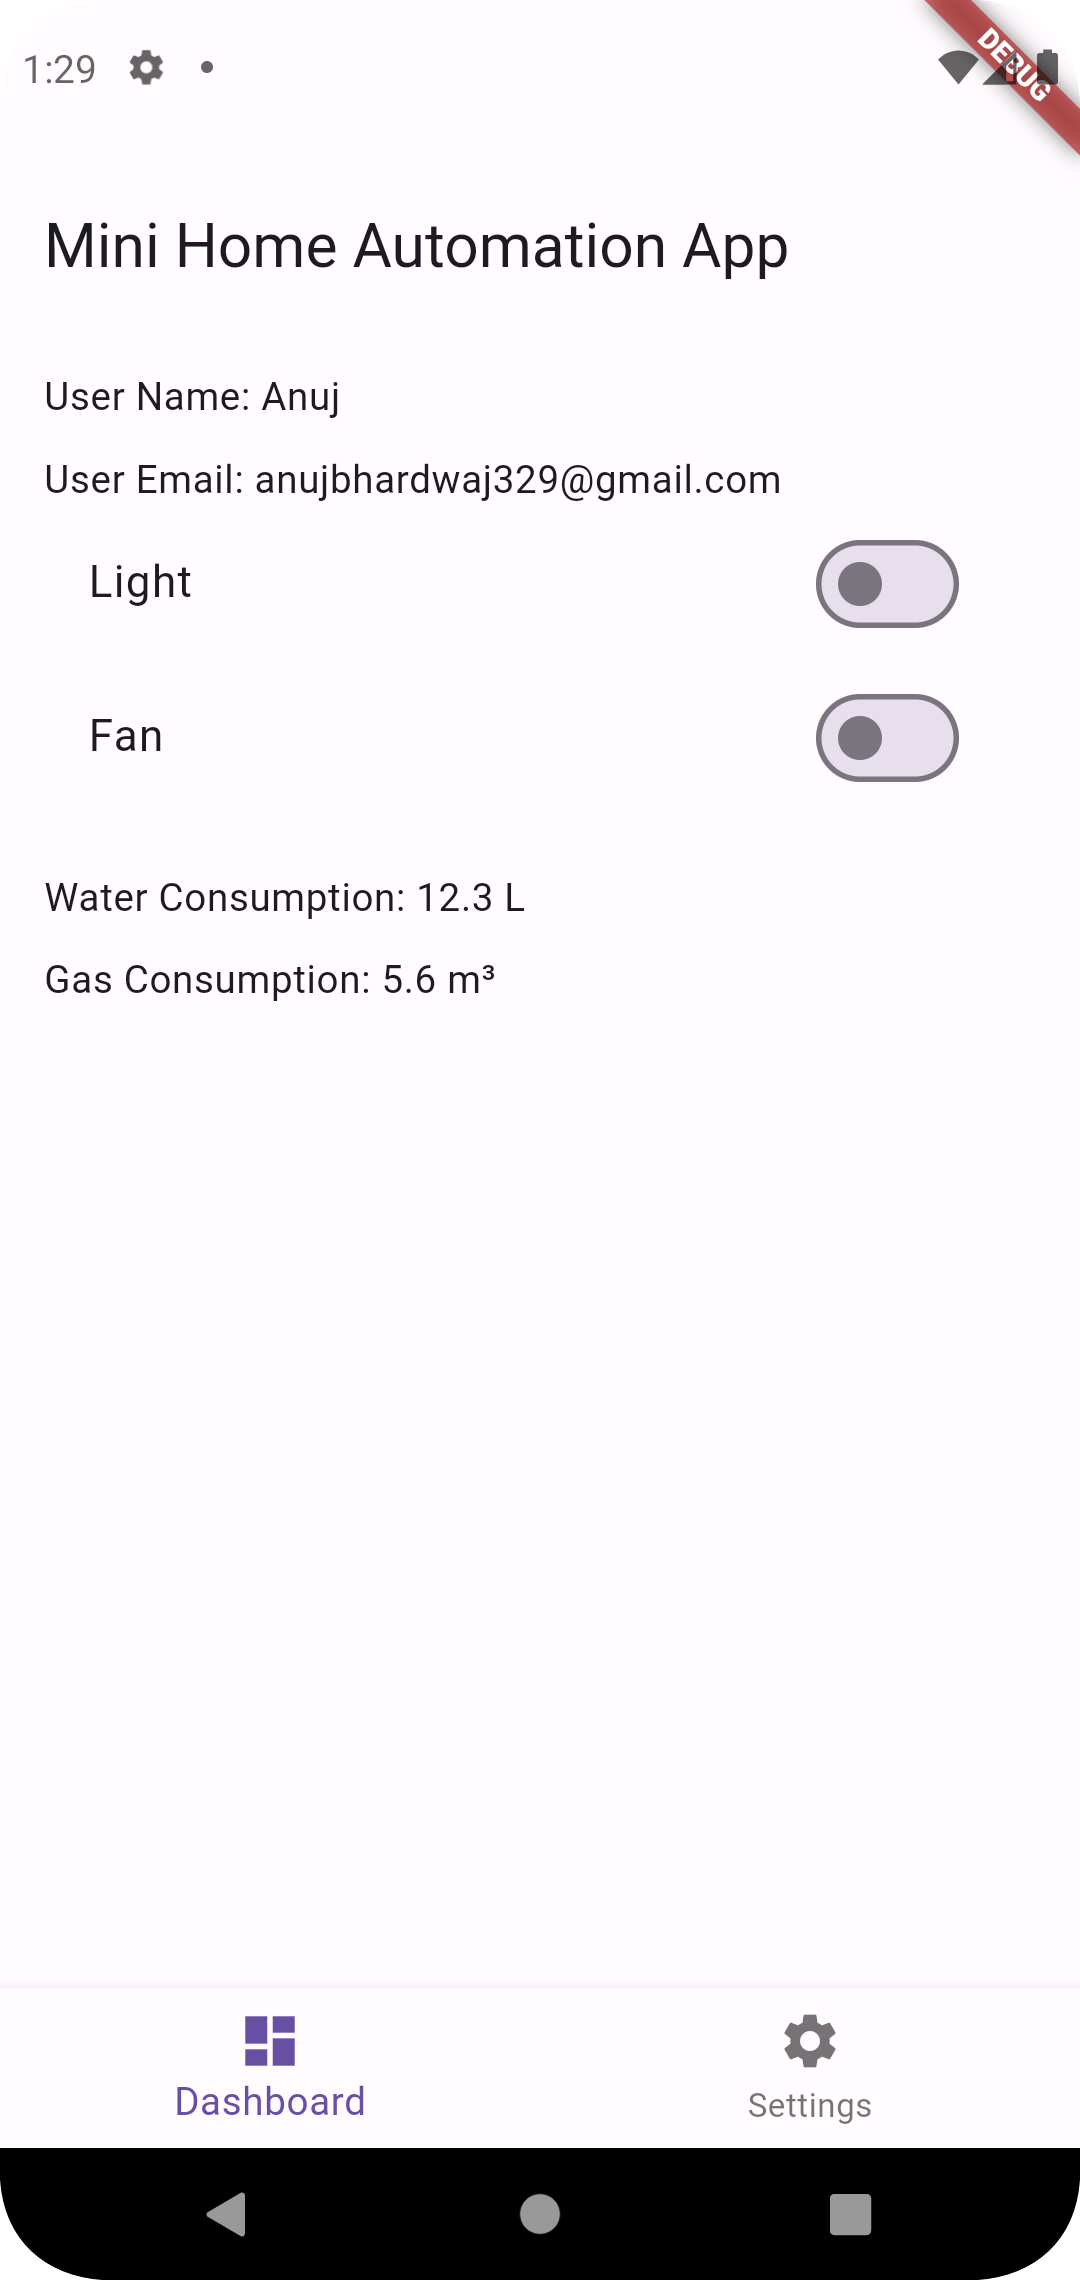 1:29
DEBUG
Mini Home Automation App
User Name: Anuj
User Email: anujbhardwaj329@gmail.com
Light
Fan
Water Consumption: 12.3 L
Gas Consumption: 5.6 m³
Dashboard
Settings